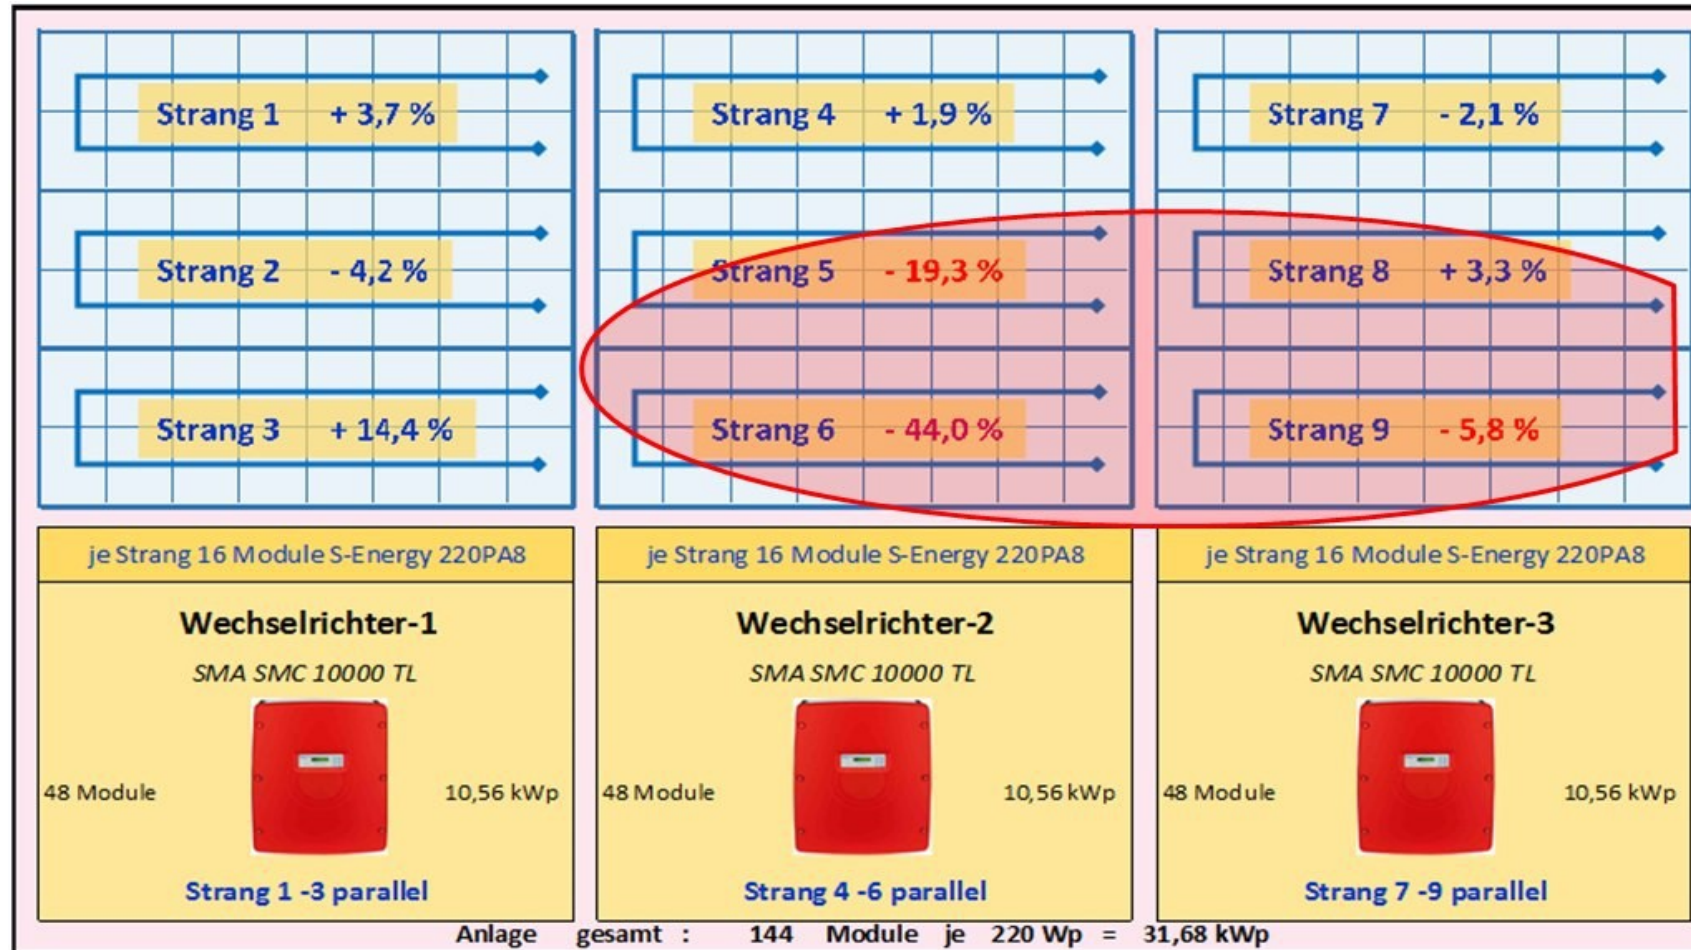 Strang 1 + 3,7 %
Strang 4 + 1,9 %
Strang 7 - 2,1 %
Strang 2 - 4,2 %
Strang 5 - 19,3 %
Strang 8 + 3,3 %
Strang 3 + 14,4 %
Strang 6 - 44,0 %
Strang 9 - 5,8 %
je Strang 16 Module S-Energy 220PA8
je Strang 16 Module S-Energy 220PA8
je Strang 16 Module S-Energy 220PA8
Wechselrichter-1
SMA SMC 10000 TL
48 Module
10,56 kWp
Strang 1 -3 parallel
Wechselrichter-2
SMA SMC 10000 TL
48 Module
10,56 kWp
Strang 4 -6 parallel
Wechselrichter-3
SMA SMC 10000 TL
48 Module
10,56 kWp
Strang 7 -9 parallel
Anlage gesamt : 144 Module je 220 Wp = 31,68 kWp